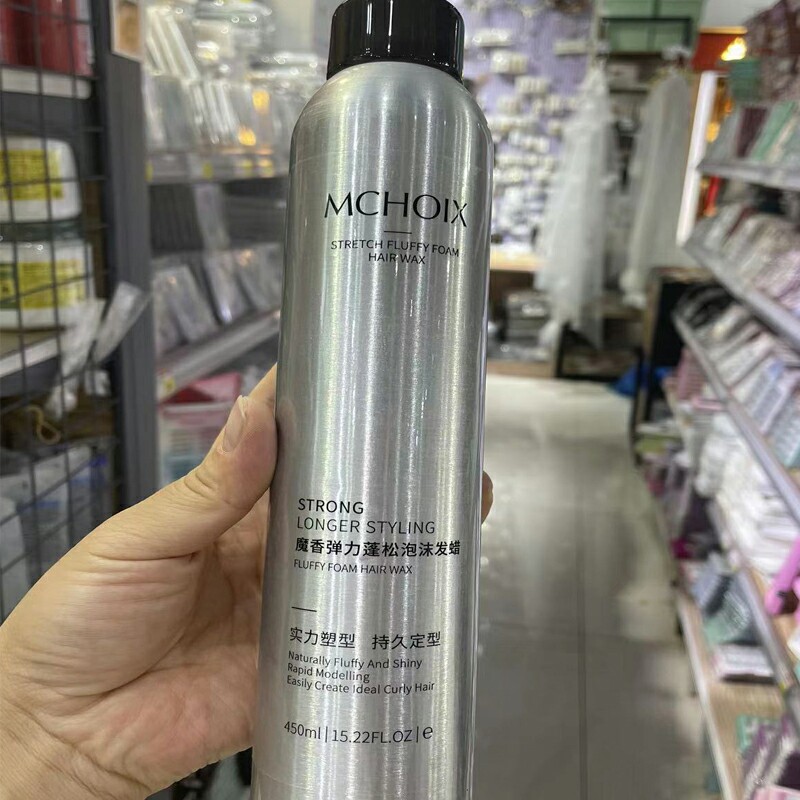 MCHOIX
STRETCH FLUFFY FOAM
HAIR WAX
STRONG
LONGER STYLING
魔香弹力蓬松泡沫发蜡
FLUFFY FOAM HAIR WAX
实力塑型 持久定型
Naturally Fluffy And Shiny
Rapid Modelling
Easily Create Ideal Curly Hair
450ml|15.22FL.OZ|e